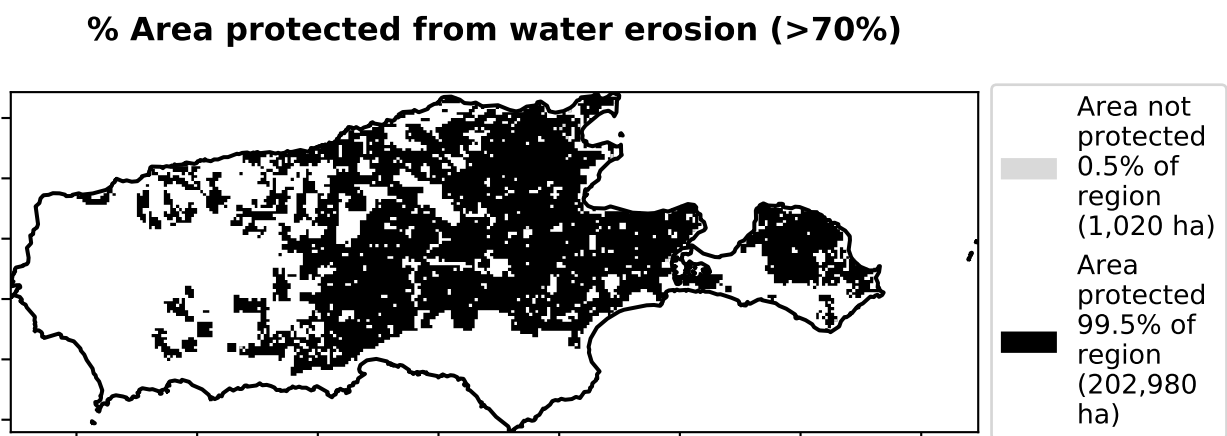 % Area protected from water erosion (>70%)
Area not
protected
0.5% of
region
(1,020 ha)
Area
protected
99.5% of
region
(202,980
ha)